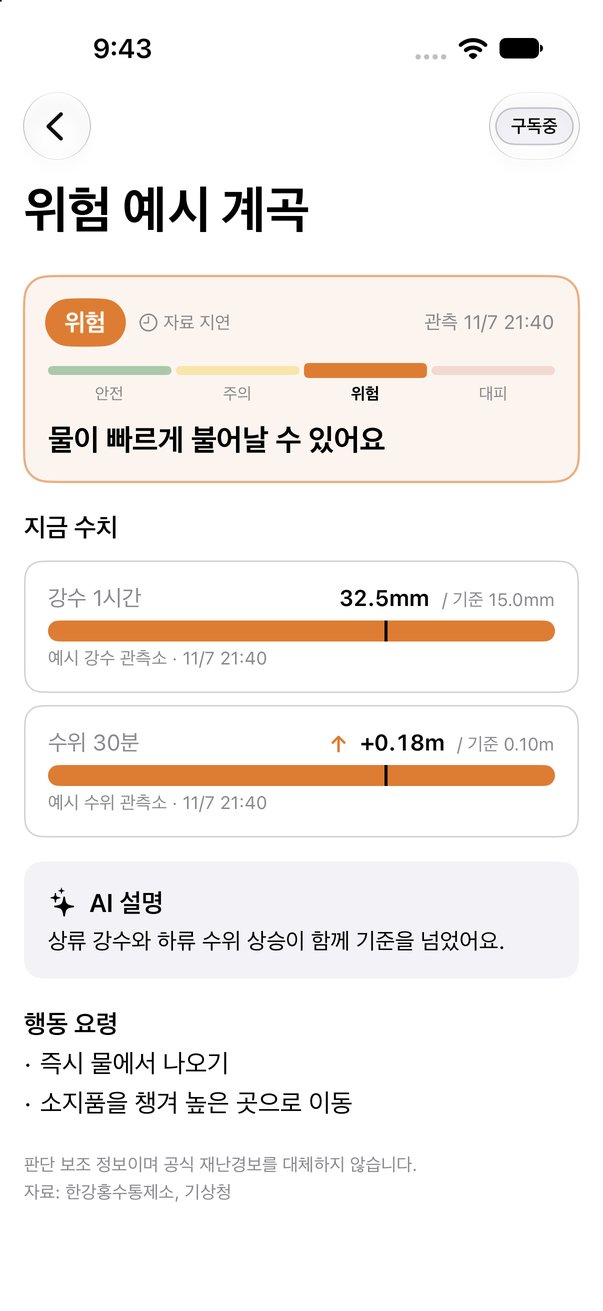 9:43
구독중
위험 예시 계곡
위험 자료 지연 관측 11/7 21:40
안전 주의 위험 대피
물이 빠르게 불어날 수 있어요
지금 수치
강수 1시간 32.5mm / 기준 15.0mm
예시 강수 관측소 · 11/7 21:40
수위 30분 ↑ +0.18m / 기준 0.10m
예시 수위 관측소 · 11/7 21:40
AI 설명
상류 강수와 하류 수위 상승이 함께 기준을 넘었어요.
행동 요령
· 즉시 물에서 나오기
· 소지품을 챙겨 높은 곳으로 이동
판단 보조 정보이며 공식 재난경보를 대체하지 않습니다.
자료: 한강홍수통제소, 기상청